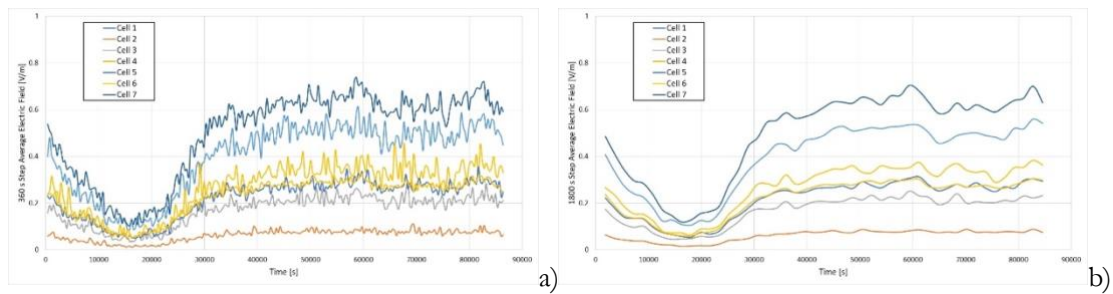 1
0.8
0.6
0.4
0.2
0
360 s Step Average Electric Field [V/m]
Cell 1
Cell 2
Cell 3
Cell 4
Cell 5
Cell 6
Cell 7
0 10000 20000 30000 40000 50000 60000 70000 80000 90000
Time [s]
a)
1
0.8
0.6
0.4
0.2
0
1800 s Step Average Electric Field [V/m]
Cell 1
Cell 2
Cell 3
Cell 4
Cell 5
Cell 6
Cell 7
0 10000 20000 30000 40000 50000 60000 70000 80000 90000
Time [s]
b)